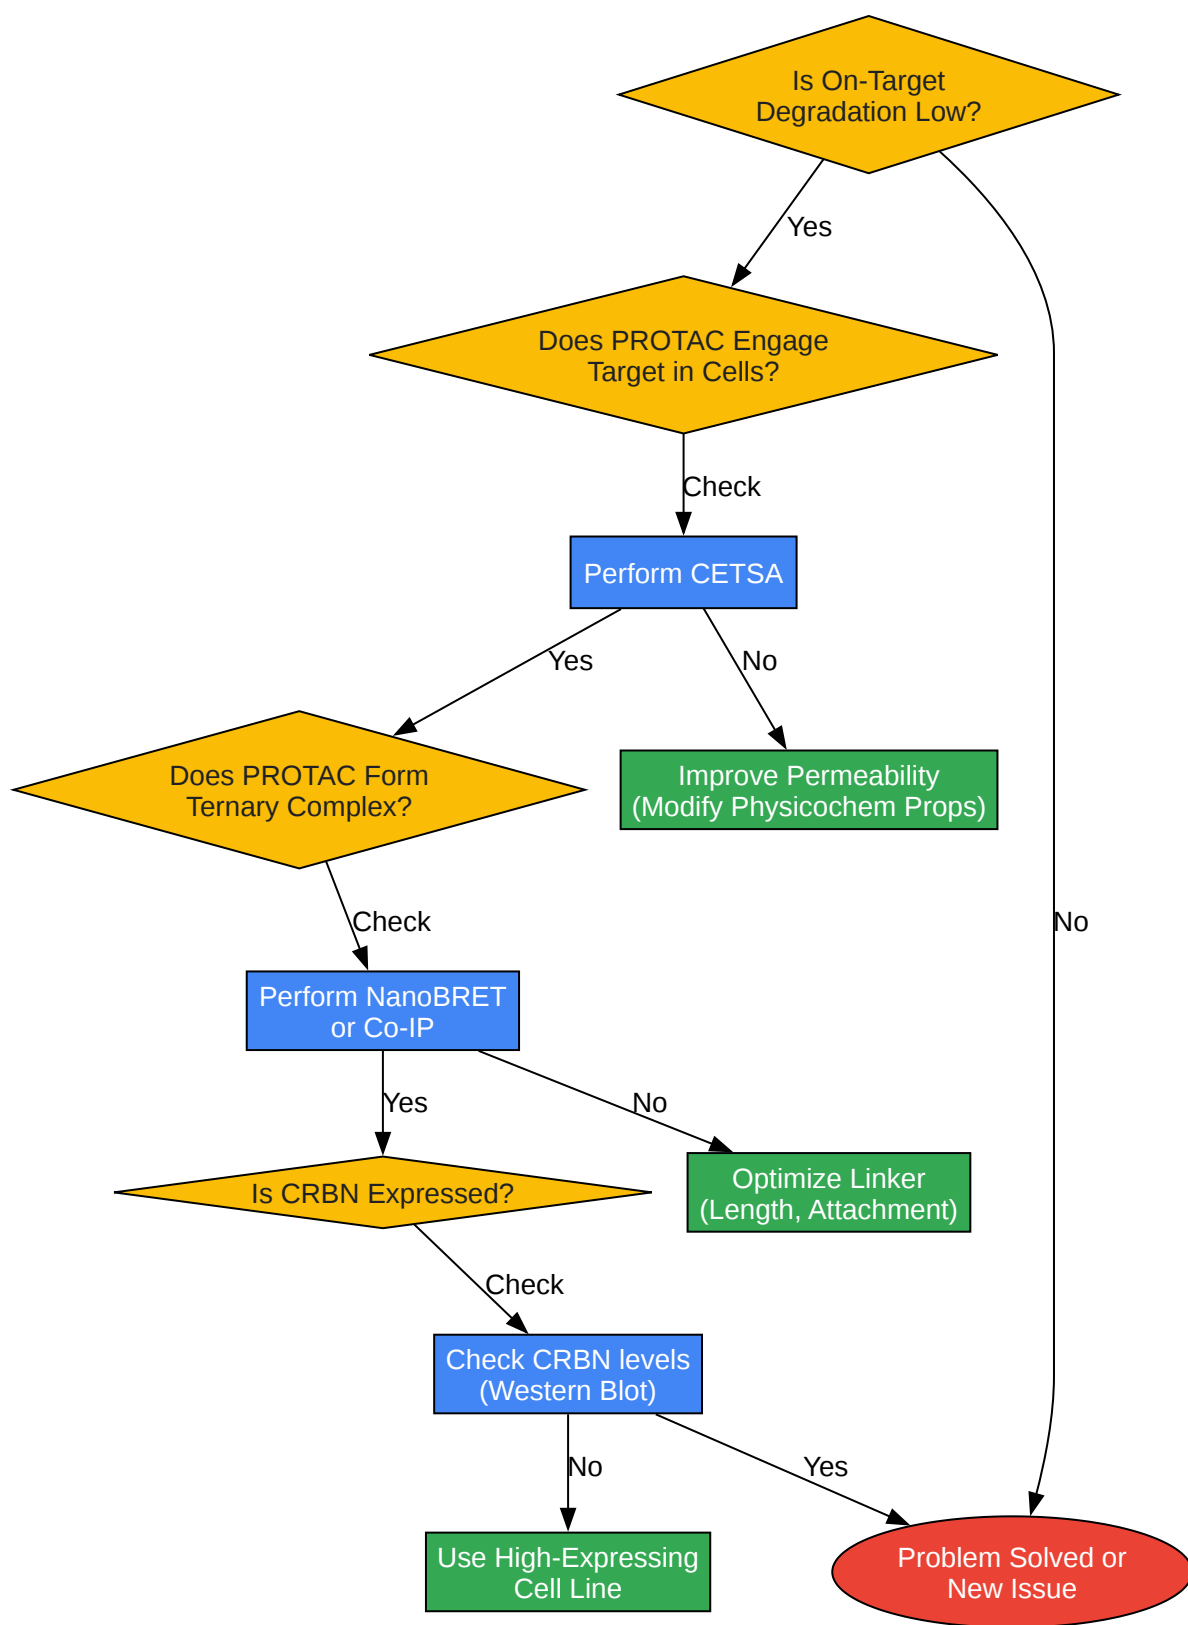 Is On-Target
Degradation Low?
Yes
Does PROTAC Engage
Target in Cells?
Check
Perform CETSA
Yes
No
Does PROTAC Form
Ternary Complex?
Improve Permeability
(Modify Physicochem Props)
Check
No
Perform NanoBRET
or Co-IP
Yes
No
Is CRBN Expressed?
Optimize Linker
(Length, Attachment)
Check
Check CRBN levels
(Western Blot)
No
Yes
Use High-Expressing
Cell Line
Problem Solved or
New Issue